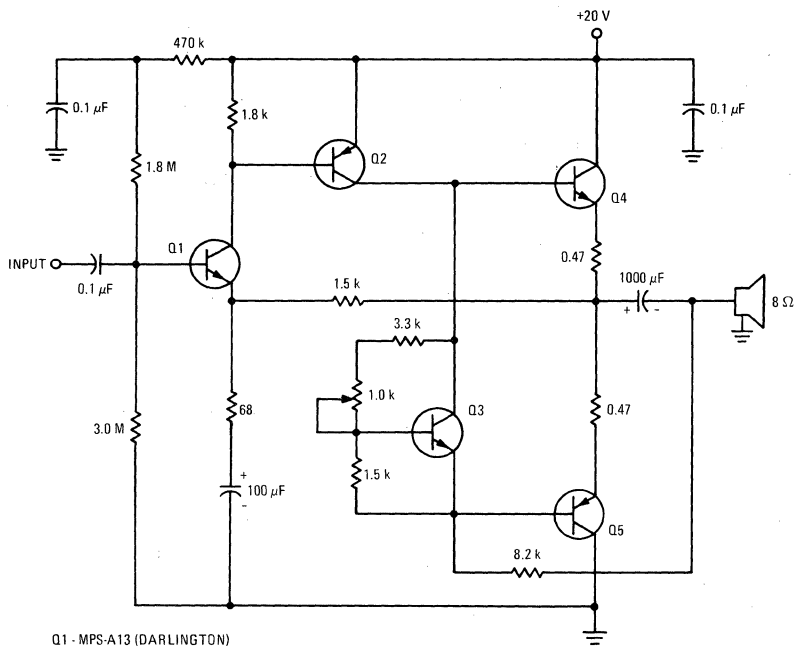 +20 V
470 k
0.1 µF
1.8 k
0.1 µF
Q2
1.8 M
Q4
Q1
INPUT
0.47
0.1 µF
1000 µF
1.5 k
8 Ω
+ -
3.3 k
1.0 k
Q3
0.47
68
3.0 M
1.5 k
+
100 µF
-
Q5
8.2 k
Q1 - MPS-A13 (DARLINGTON)